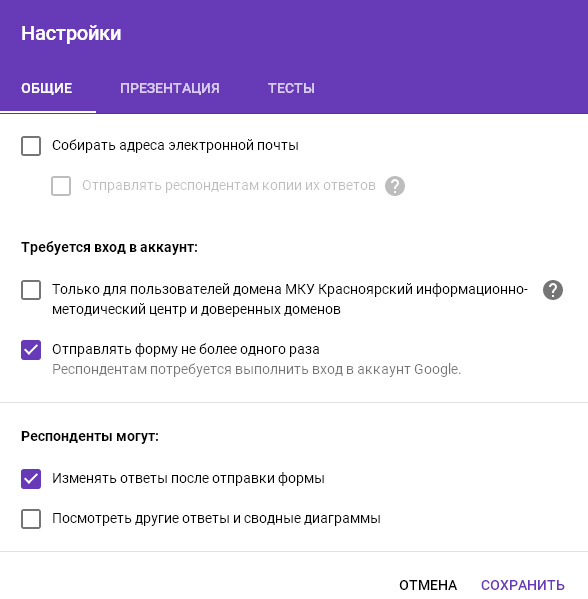 Настройки
ОБЩИЕ ПРЕЗЕНТАЦИЯ ТЕСТЫ
Собирать адреса электронной почты
Отправлять респондентам копии их ответов ?
Требуется вход в аккаунт:
Только для пользователей домена МКУ Красноярский информационно- ?
методический центр и доверенных доменов
Отправлять форму не более одного раза
Респондентам потребуется выполнить вход в аккаунт Google.
Респонденты могут:
Изменять ответы после отправки формы
Посмотреть другие ответы и сводные диаграммы
ОТМЕНА СОХРАНИТЬ